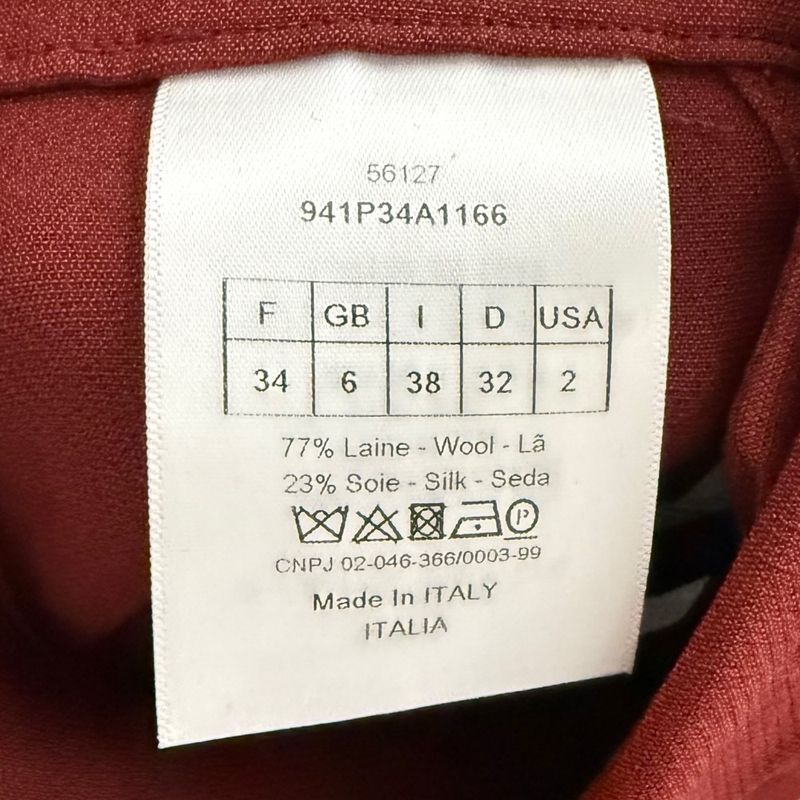 56127
941P34A1166
F GB I D USA
34 6 38 32 2
77% Laine - Wool - Lã
23% Soie - Silk - Seda
P
CNPJ 02-046-366/0003-99
Made In ITALY
ITALIA